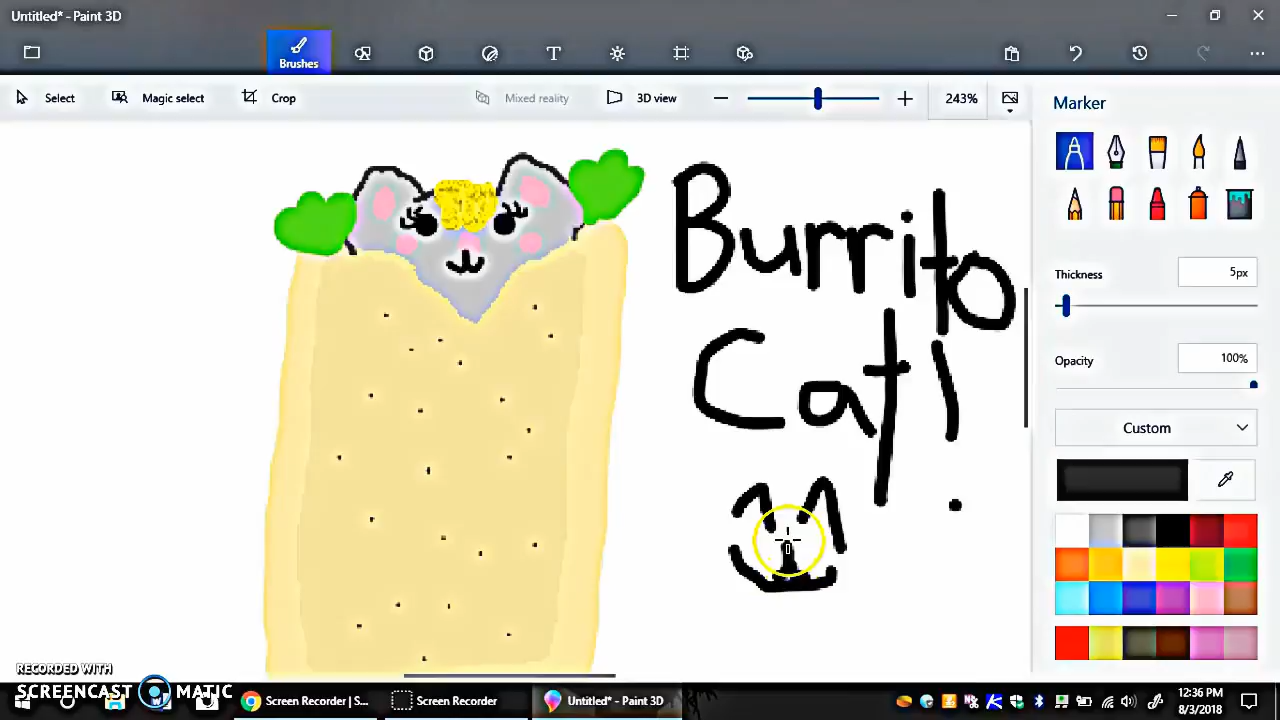 Untitled* - Paint 3D
Brushes
Select
Magic select
Crop
Mixed reality
3D view
243%
Marker
Thickness
5px
Opacity
100%
Custom
Burrito
Cat!
RECORDED WITH
SCREENCAST MATIC
Screen Recorder | S...
Screen Recorder
Untitled* - Paint 3D
12:36 PM
8/3/2018